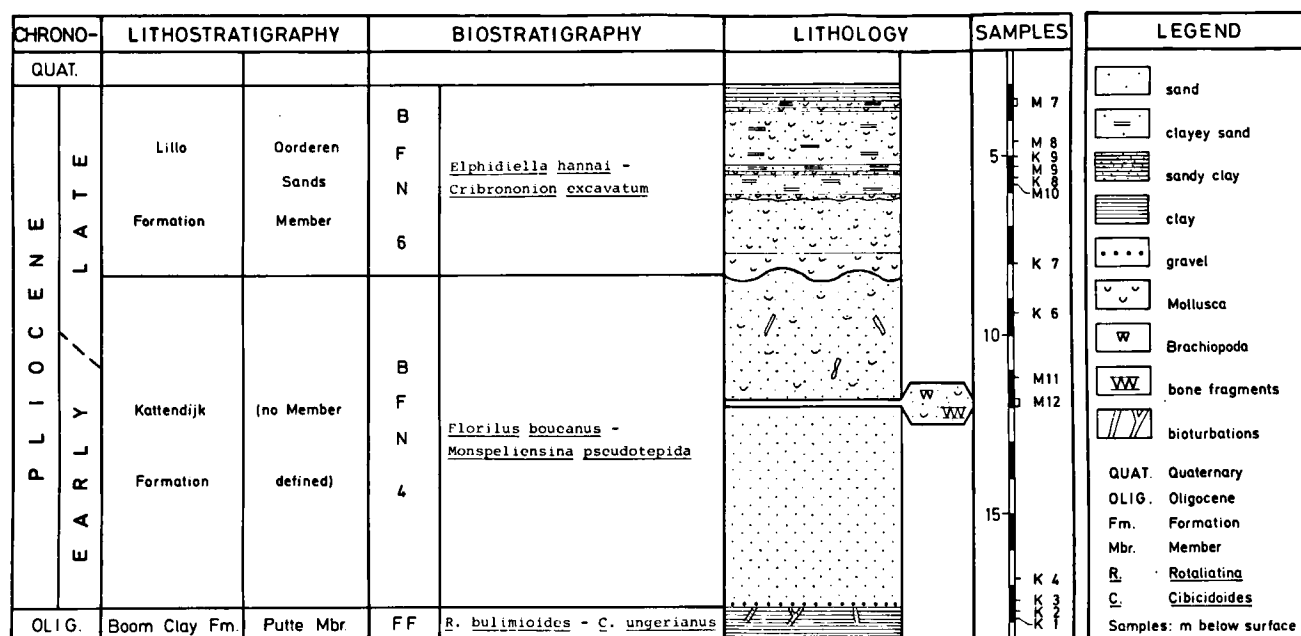 CHRONO- LITHOSTRATIGRAPHY BIOSTRATIGRAPHY LITHOLOGY SAMPLES
QUAT.
PLIOCENE
LATE
EARLY
Lillo
Formation
Oorderen
Sands
Member
B
F
N
6
Elphidiella hannai -
Cribrononion excavatum
Kattendijk
Formation
(no Member
defined)
B
F
N
4
Florilus boucanus -
Monspeliensina pseudotepida
OLIG. Boom Clay Fm. Putte Mbr. FF R. bulimioides - C. ungerianus
M 7
M 8
5 K 9
M 9
K 8
M10
K 7
K 6
10
M11
M12
15
K 4
K 3
K 2
K 1
LEGEND
sand
clayey sand
sandy clay
clay
gravel
Mollusca
Brachiopoda
bone fragments
bioturbations
QUAT. Quaternary
OLIG. Oligocene
Fm. Formation
Mbr. Member
R. Rotaliatina
C. Cibicidoides
Samples: m below surface